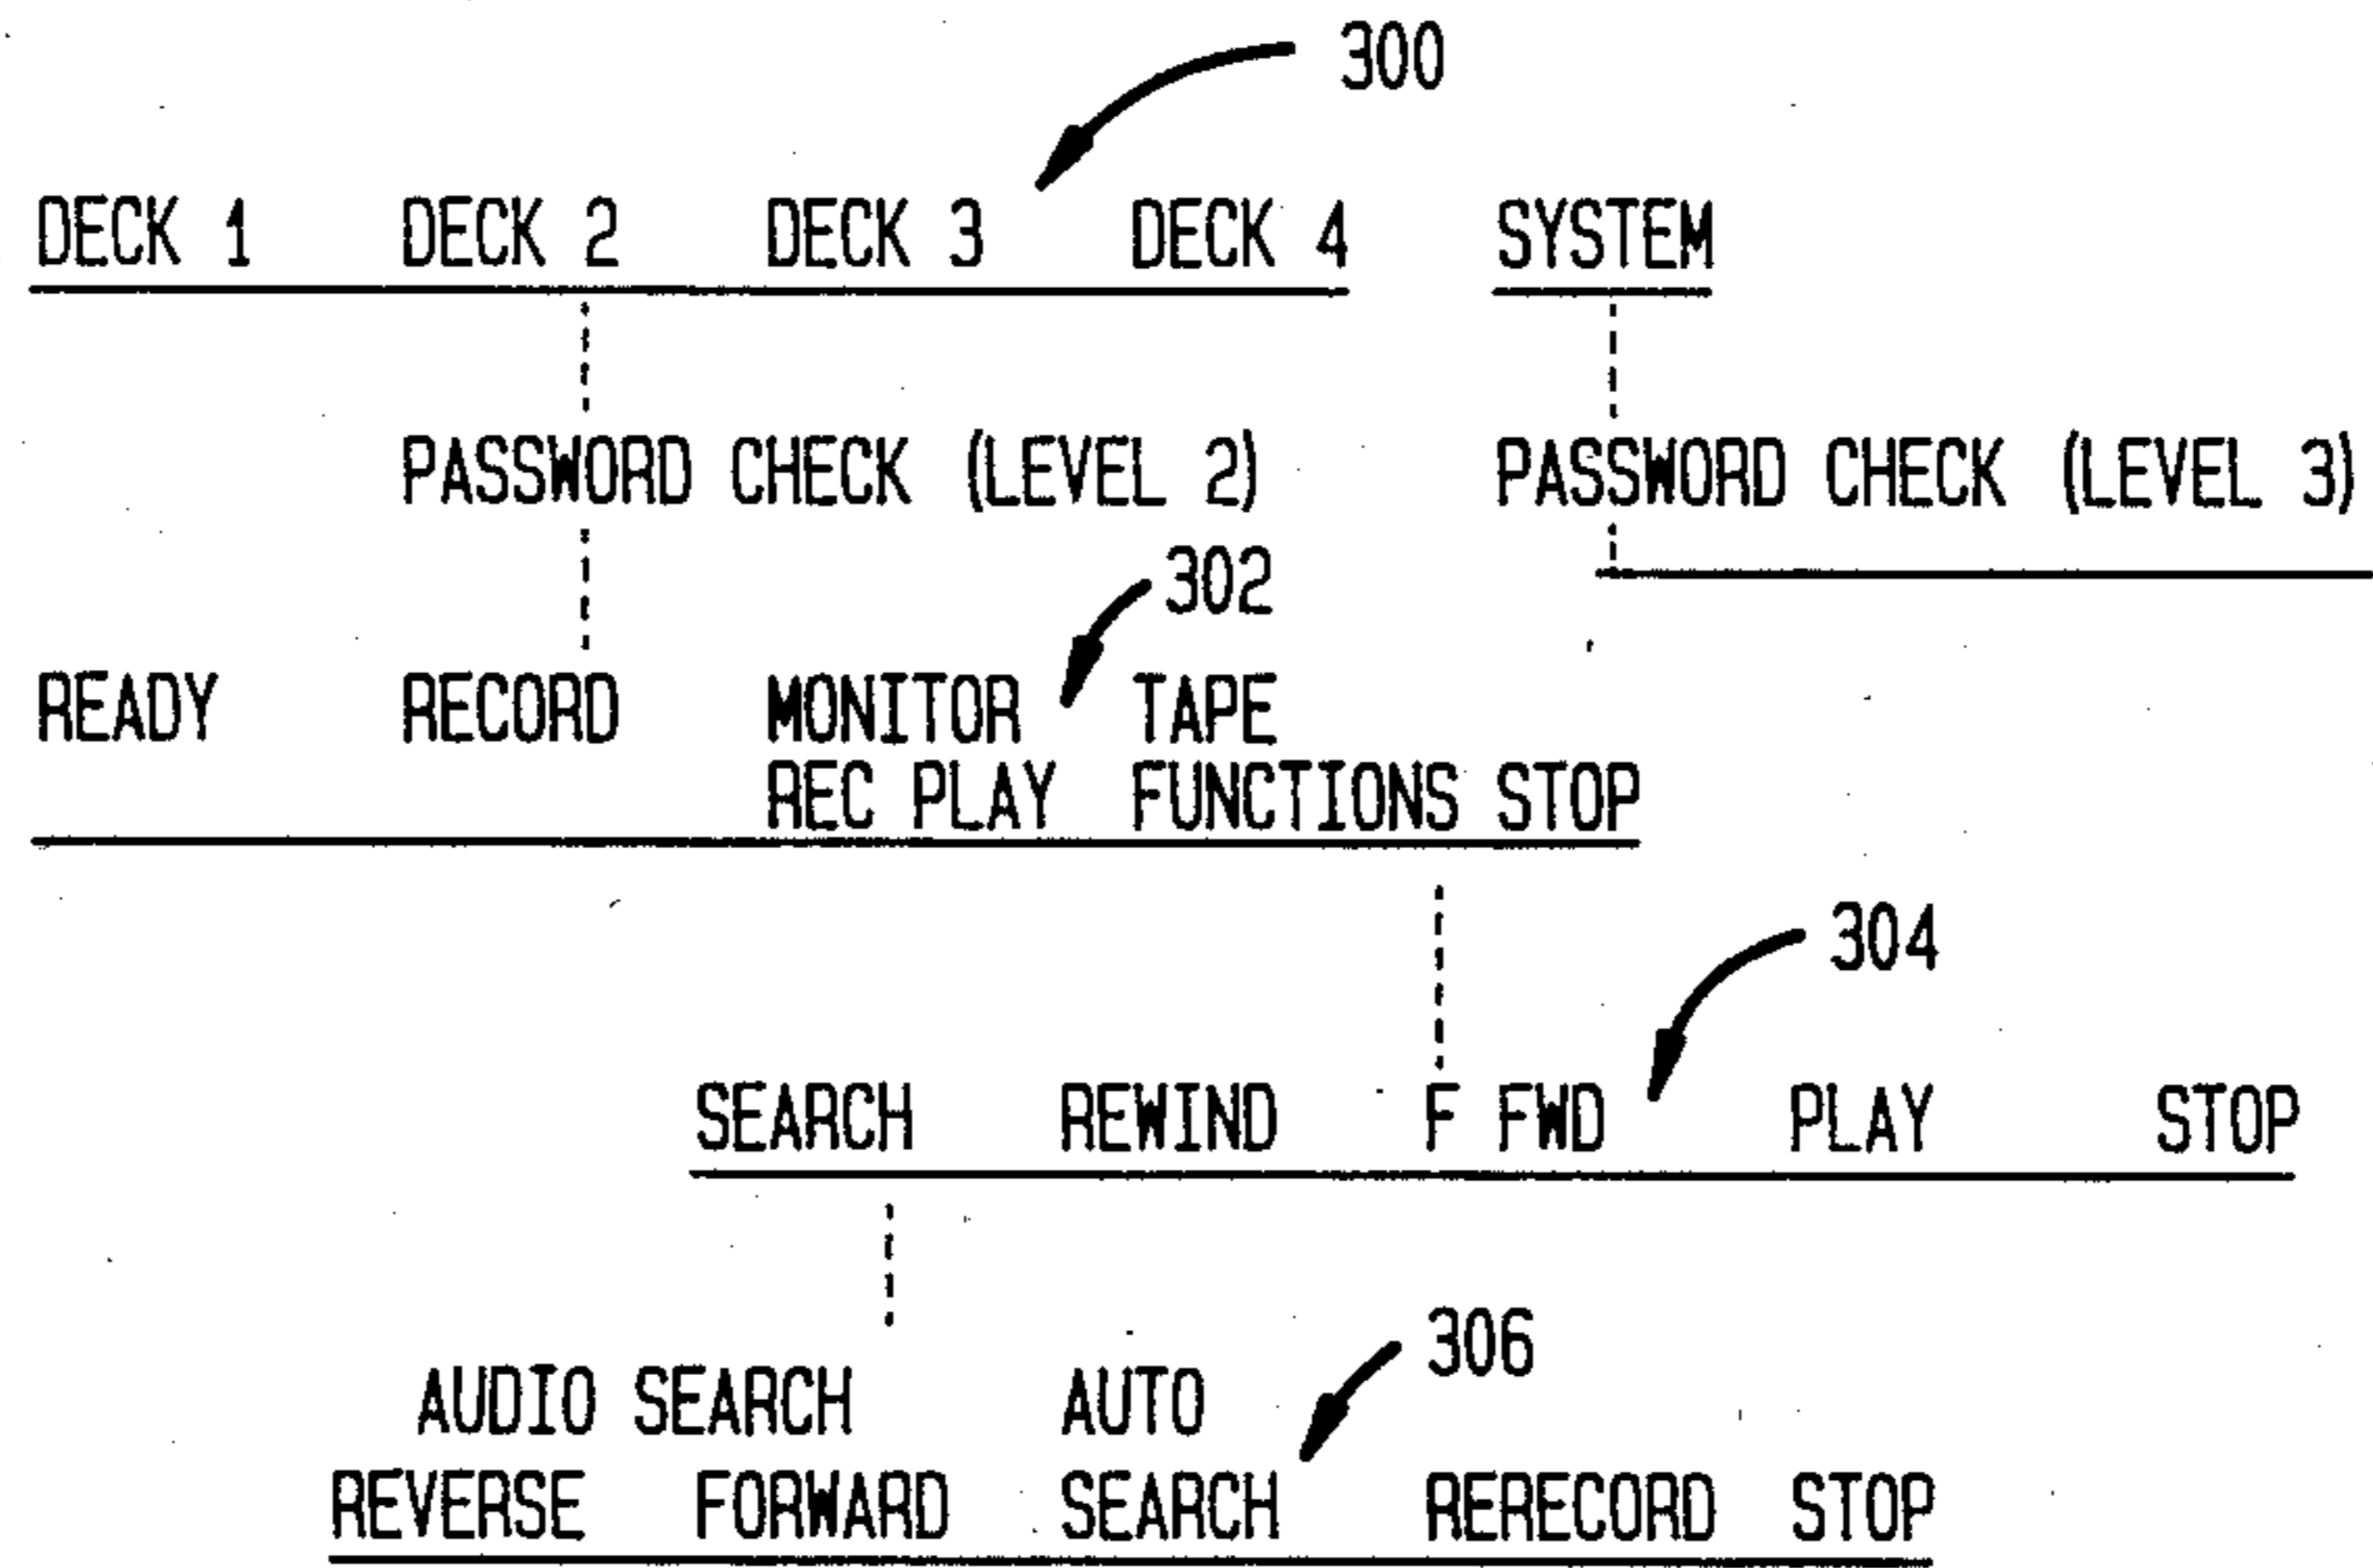 300
DECK 1 DECK 2 DECK 3 DECK 4 SYSTEM
PASSWORD CHECK (LEVEL 2) PASSWORD CHECK (LEVEL 3)
302
READY RECORD MONITOR TAPE
REC PLAY FUNCTIONS STOP
304
SEARCH REWIND F FWD PLAY STOP
306
AUDIO SEARCH AUTO
REVERSE FORWARD SEARCH RERECORD STOP